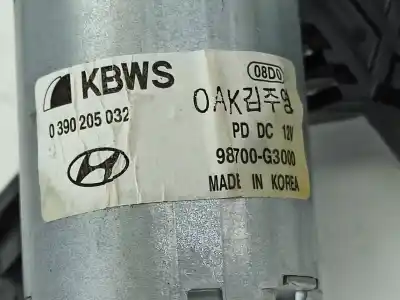 KBWS
08D0
0 390 205 032
0AK김주영
PD DC 12V
98700-G3000
MADE IN KOREA